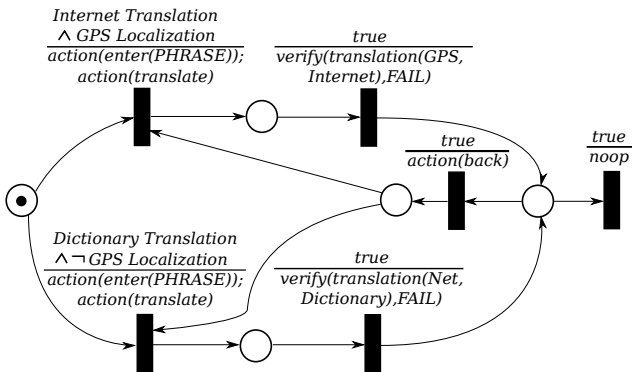 Internet Translation
∧ GPS Localization
action(enter(PHRASE));
action(translate)
true
verify(translation(GPS,
Internet),FAIL)
true
action(back)
true
noop
Dictionary Translation
∧ ¬ GPS Localization
action(enter(PHRASE));
action(translate)
true
verify(translation(Net,
Dictionary),FAIL)